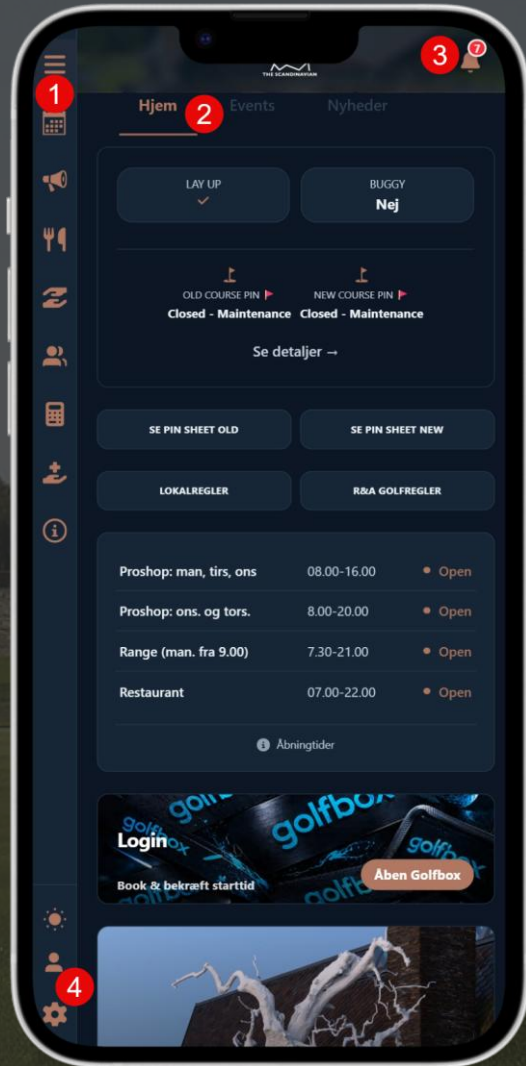 3
7
THE SCANDINAVIAN
1
Hjem
2
Events
Nyheder
LAY UP
BUGGY
Nej
OLD COURSE PIN
NEW COURSE PIN
Closed - Maintenance
Closed - Maintenance
Se detaljer →
SE PIN SHEET OLD
SE PIN SHEET NEW
LOKALREGLER
R&A GOLFREGLER
Proshop: man, tirs, ons 08.00-16.00 • Open
Proshop: ons. og tors. 8.00-20.00 • Open
Range (man. fra 9.00) 7.30-21.00 • Open
Restaurant 07.00-22.00 • Open
Åbningtider
golfbox
golfbox
golfbox
Login
golfbox
Book & bekræft starttid
Åben Golfbox
4